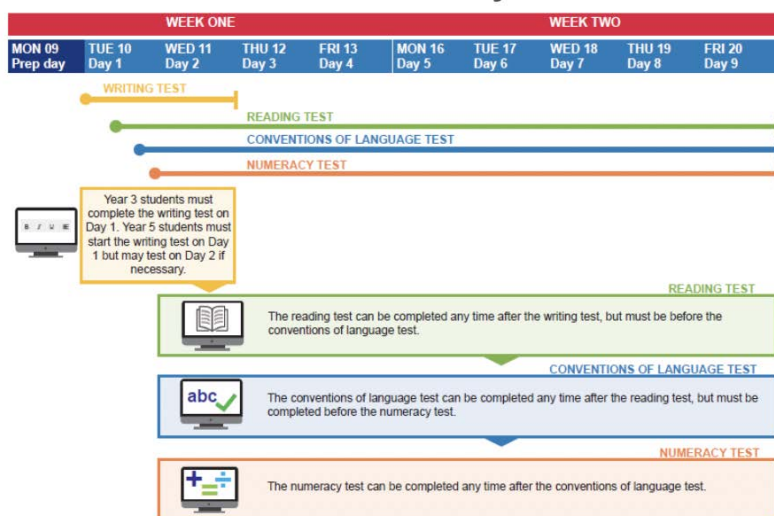 WEEK ONE WEEK TWO
MON 09 TUE 10 WED 11 THU 12 FRI 13 MON 16 TUE 17 WED 18 THU 19 FRI 20
Prep day Day 1 Day 2 Day 3 Day 4 Day 5 Day 6 Day 7 Day 8 Day 9
WRITING TEST
READING TEST
CONVENTIONS OF LANGUAGE TEST
NUMERACY TEST
Year 3 students must
complete the writing test on
Day 1. Year 5 students must
start the writing test on Day
1 but may test on Day 2 if
necessary.
B I U
READING TEST
The reading test can be completed any time after the writing test, but must be before the
conventions of language test.
CONVENTIONS OF LANGUAGE TEST
abc
The conventions of language test can be completed any time after the reading test, but must be
completed before the numeracy test.
NUMERACY TEST
The numeracy test can be completed any time after the conventions of language test.